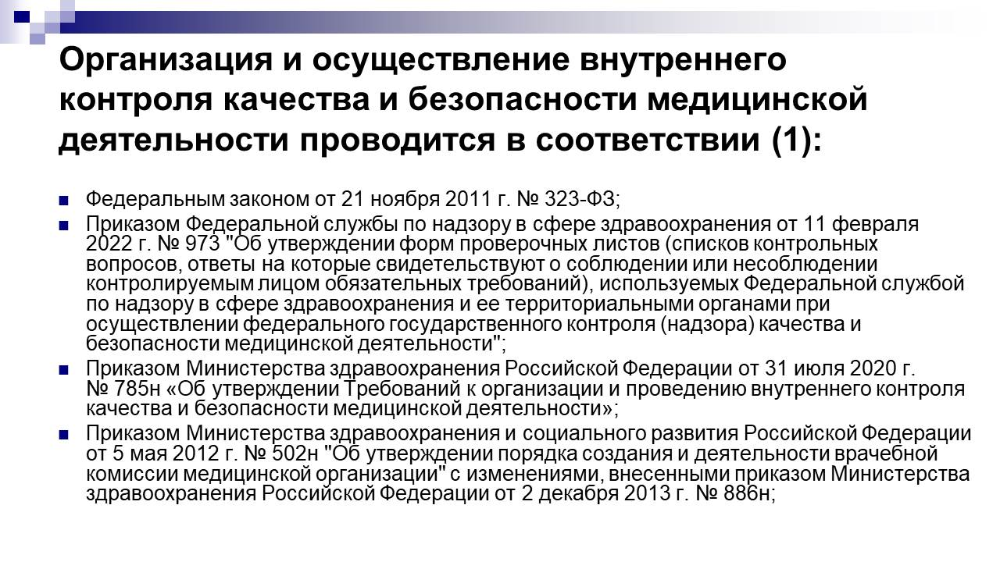 Организация и осуществление внутреннего
контроля качества и безопасности медицинской
деятельности проводится в соответствии (1):
Федеральным законом от 21 ноября 2011 г. № 323-ФЗ;
Приказом Федеральной службы по надзору в сфере здравоохранения от 11 февраля
2022 г. № 973 "Об утверждении форм проверочных листов (списков контрольных
вопросов, ответы на которые свидетельствуют о соблюдении или несоблюдении
контролируемым лицом обязательных требований), используемых Федеральной службой
по надзору в сфере здравоохранения и ее территориальными органами при
осуществлении федерального государственного контроля (надзора) качества и
безопасности медицинской деятельности";
Приказом Министерства здравоохранения Российской Федерации от 31 июля 2020 г.
№ 785н «Об утверждении Требований к организации и проведению внутреннего контроля
качества и безопасности медицинской деятельности»;
Приказом Министерства здравоохранения и социального развития Российской Федерации
от 5 мая 2012 г. № 502н "Об утверждении порядка создания и деятельности врачебной
комиссии медицинской организации" с изменениями, внесенными приказом Министерства
здравоохранения Российской Федерации от 2 декабря 2013 г. № 886н;